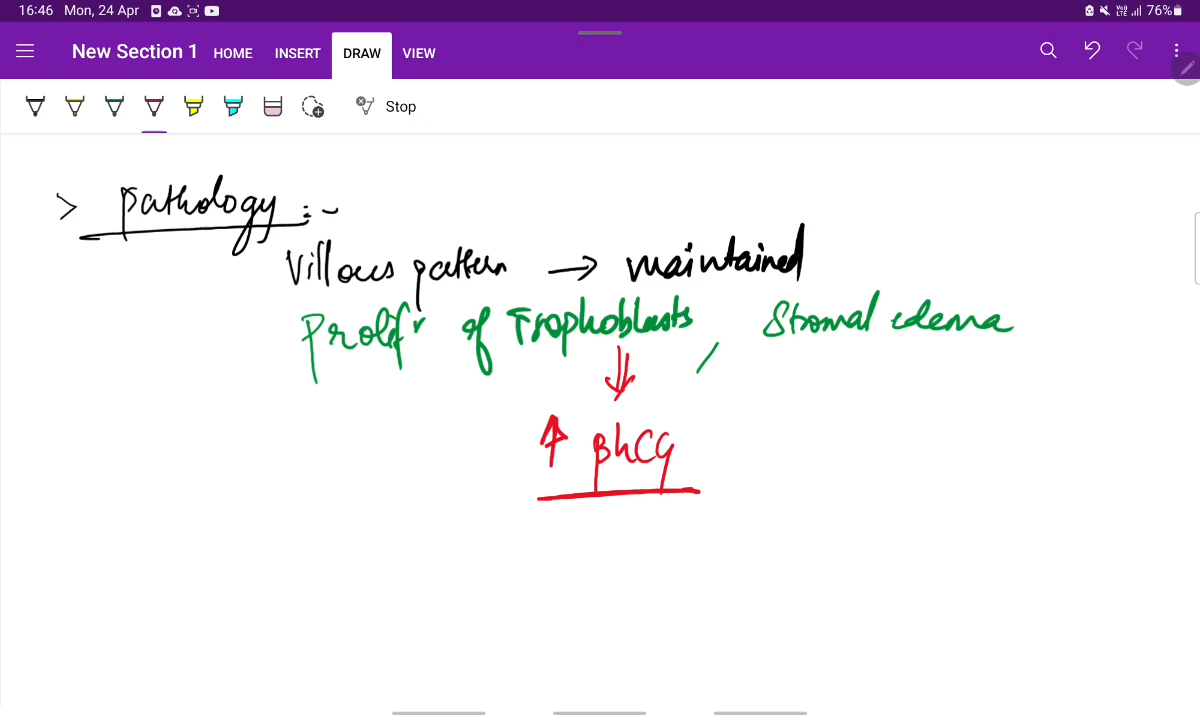 16:46 Mon, 24 Apr 76%
New Section 1 HOME INSERT DRAW VIEW
Stop
> Pathology :-
Villous pattern → maintained
Prolifn of Trophoblasts , Stromal edema
⇓
↑ βhCG